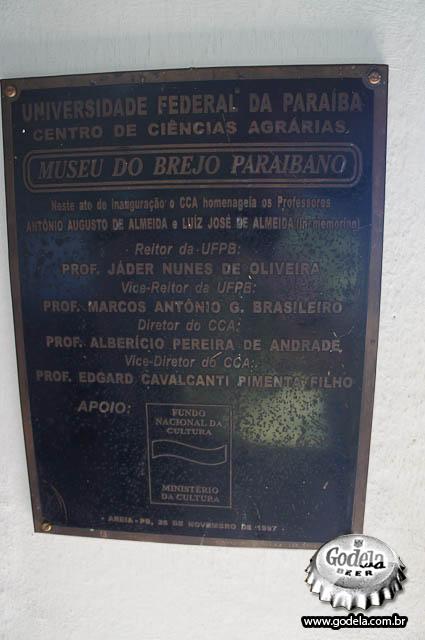 UNIVERSIDADE FEDERAL DA PARAÍBA
CENTRO DE CIÊNCIAS AGRÁRIAS
MUSEU DO BREJO PARAIBANO
Neste ato de inauguração o CCA homenageia os Professores
ANTÔNIO AUGUSTO DE ALMEIDA e LUÍZ JOSÉ DE ALMEIDA (in memorian)
Reitor da UFPB:
PROF. JÁDER NUNES DE OLIVEIRA
Vice-Reitor da UFPB:
PROF. MARCOS ANTÔNIO G. BRASILEIRO
Diretor do CCA:
PROF. ALBERÍCIO PEREIRA DE ANDRADE
Vice-Diretor do CCA:
PROF. EDGARD CAVALCANTI PIMENTA FILHO
APOIO:
FUNDO
NACIONAL DA
CULTURA
MINISTÉRIO
DA CULTURA
- AREIA - PB, 26 DE NOVEMBRO DE 1997 -
Godela
BEER
www.godela.com.br